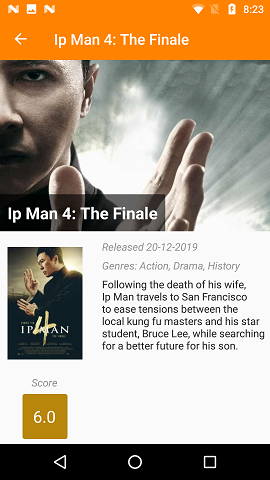 8:23
Ip Man 4: The Finale
Ip Man 4: The Finale
Released 20-12-2019
Genres: Action, Drama, History
Following the death of his wife,
Ip Man travels to San Francisco
to ease tensions between the
local kung fu masters and his star
student, Bruce Lee, while searching
for a better future for his son.
IP MAN
4
Score
6.0